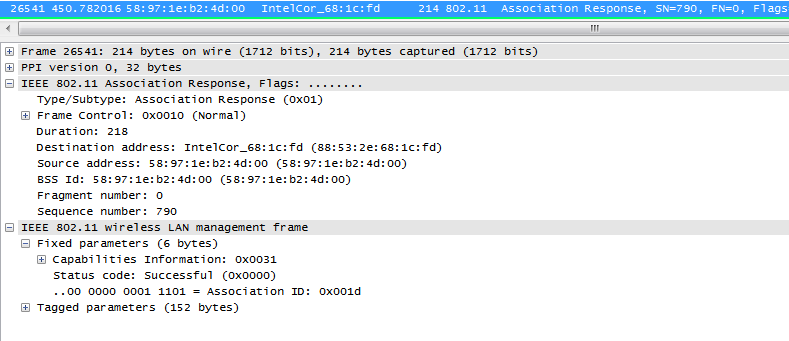 26541 450.782016 58:97:1e:b2:4d:00 IntelCor_68:1c:fd 214 802.11 Association Response, SN=790, FN=0, Flags
Frame 26541: 214 bytes on wire (1712 bits), 214 bytes captured (1712 bits)
PPI version 0, 32 bytes
IEEE 802.11 Association Response, Flags: ........
Type/Subtype: Association Response (0x01)
Frame Control: 0x0010 (Normal)
Duration: 218
Destination address: IntelCor_68:1c:fd (88:53:2e:68:1c:fd)
Source address: 58:97:1e:b2:4d:00 (58:97:1e:b2:4d:00)
BSS Id: 58:97:1e:b2:4d:00 (58:97:1e:b2:4d:00)
Fragment number: 0
Sequence number: 790
IEEE 802.11 wireless LAN management frame
Fixed parameters (6 bytes)
Capabilities Information: 0x0031
Status code: Successful (0x0000)
..00 0000 0001 1101 = Association ID: 0x001d
Tagged parameters (152 bytes)